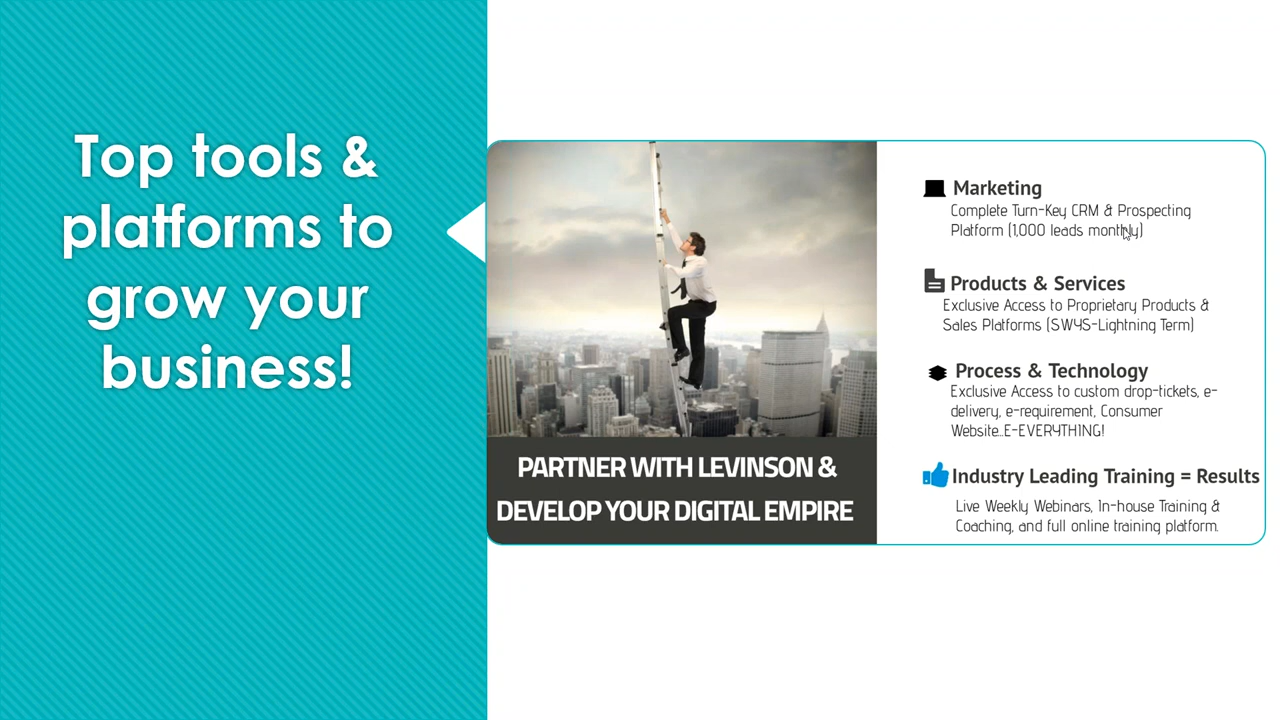 Top tools &
platforms to
grow your
business!
PARTNER WITH LEVINSON &
DEVELOP YOUR DIGITAL EMPIRE
Marketing
Complete Turn-Key CRM & Prospecting
Platform (1,000 leads monthly)
Products & Services
Exclusive Access to Proprietary Products &
Sales Platforms (SWYS-Lightning Term)
Process & Technology
Exclusive Access to custom drop-tickets, e-
delivery, e-requirement, Consumer
Website..E-EVERYTHING!
Industry Leading Training = Results
Live Weekly Webinars, In-house Training &
Coaching, and full online training platform.